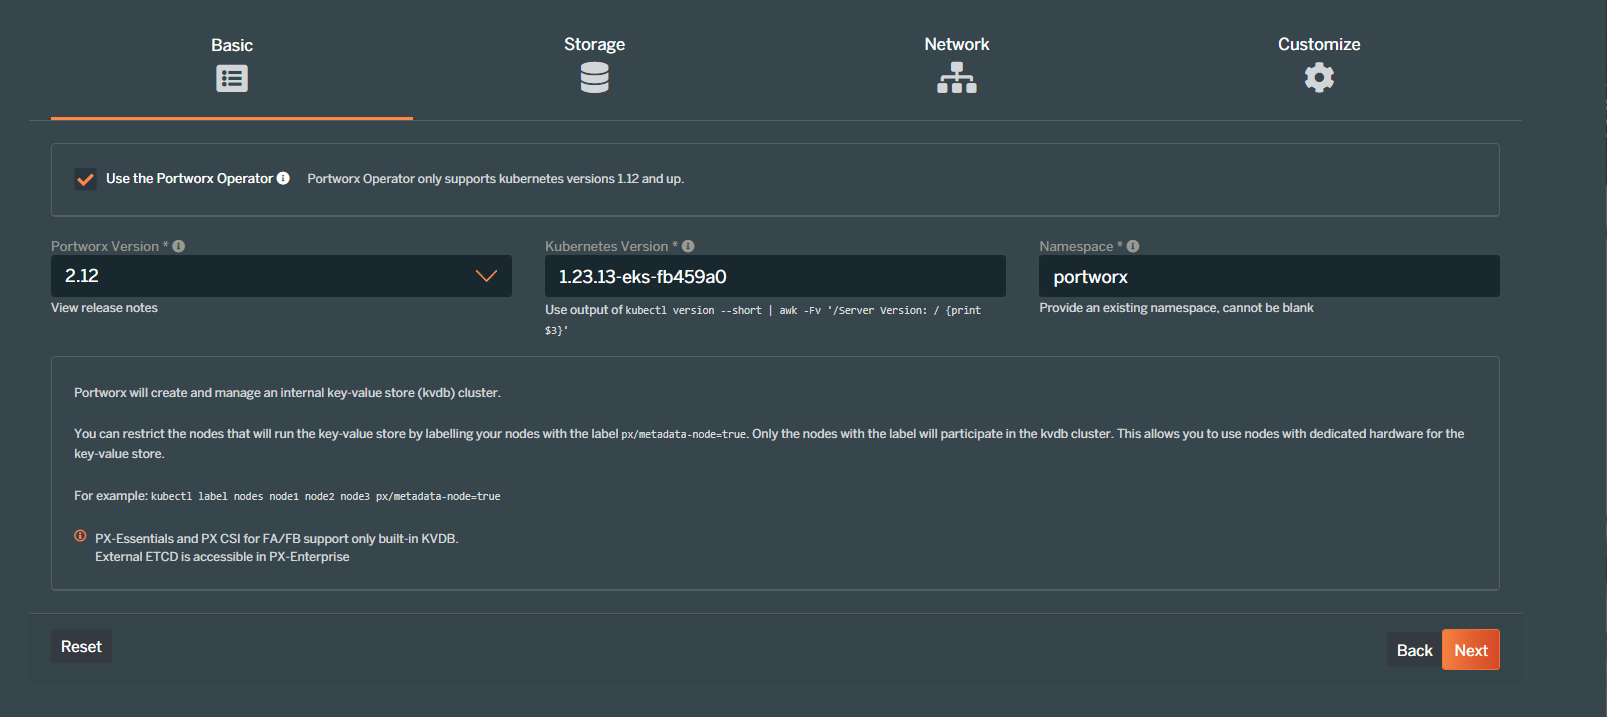 Basic
Storage
Network
Customize
Use the Portworx Operator
Portworx Operator only supports kubernetes versions 1.12 and up.
Portworx Version *
2.12
View release notes
Kubernetes Version *
1.23.13-eks-fb459a0
Use output of kubectl version --short | awk -Fv '/Server Version: / {print
$3}'
Namespace *
portworx
Provide an existing namespace, cannot be blank
Portworx will create and manage an internal key-value store (kvdb) cluster.
You can restrict the nodes that will run the key-value store by labelling your nodes with the label px/metadata-node=true. Only the nodes with the label will participate in the kvdb cluster. This allows you to use nodes with dedicated hardware for the
key-value store.
For example: kubectl label nodes node1 node2 node3 px/metadata-node=true
PX-Essentials and PX CSI for FA/FB support only built-in KVDB.
External ETCD is accessible in PX-Enterprise
Reset
Back
Next